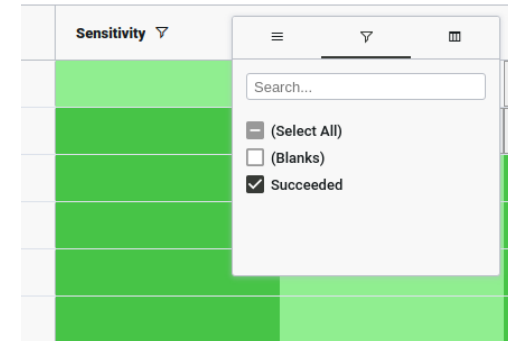 Sensitivity
Search...
(Select All)
(Blanks)
Succeeded